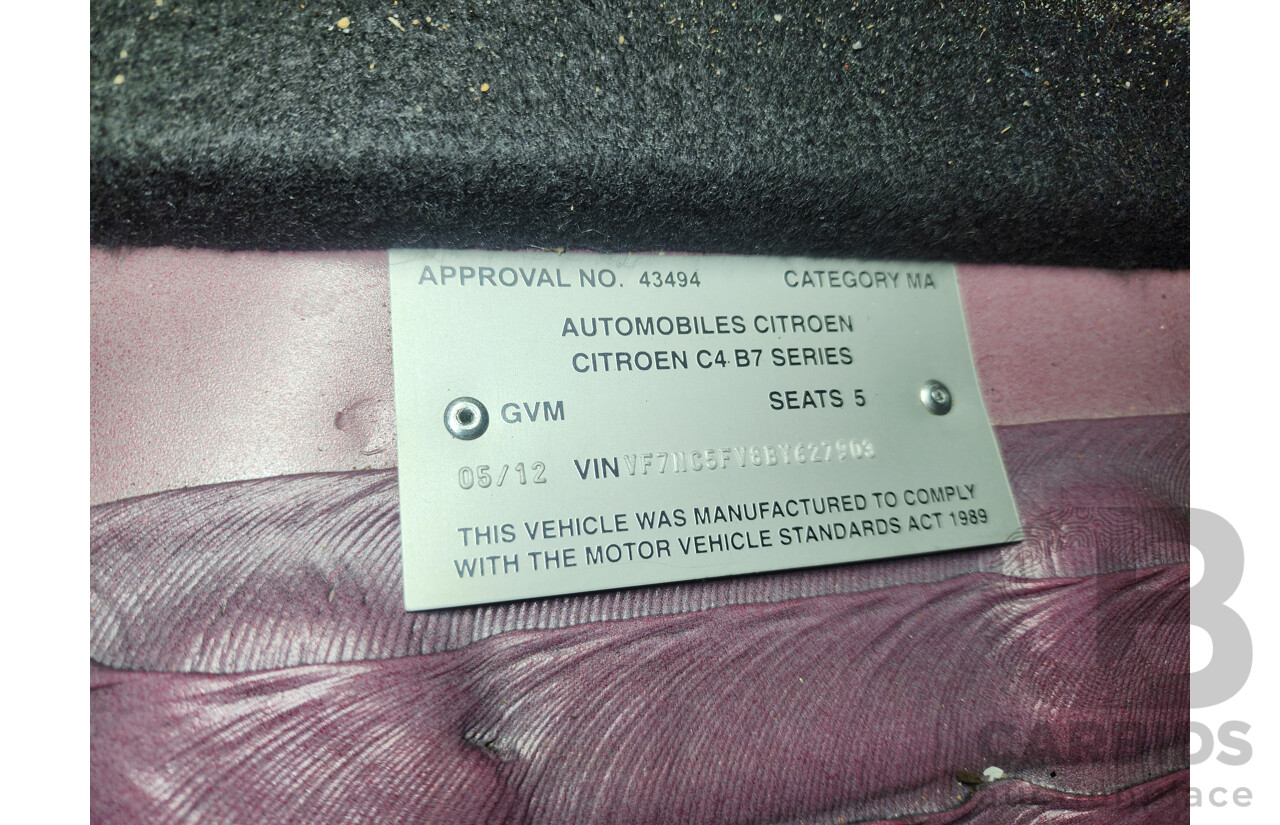 APPROVAL NO. 43494 CATEGORY MA
AUTOMOBILES CITROEN
CITROEN C4 B7 SERIES
GVM SEATS 5
05/12 VIN VF7NC5FV8BY627903
THIS VEHICLE WAS MANUFACTURED TO COMPLY
WITH THE MOTOR VEHICLE STANDARDS ACT 1989
B